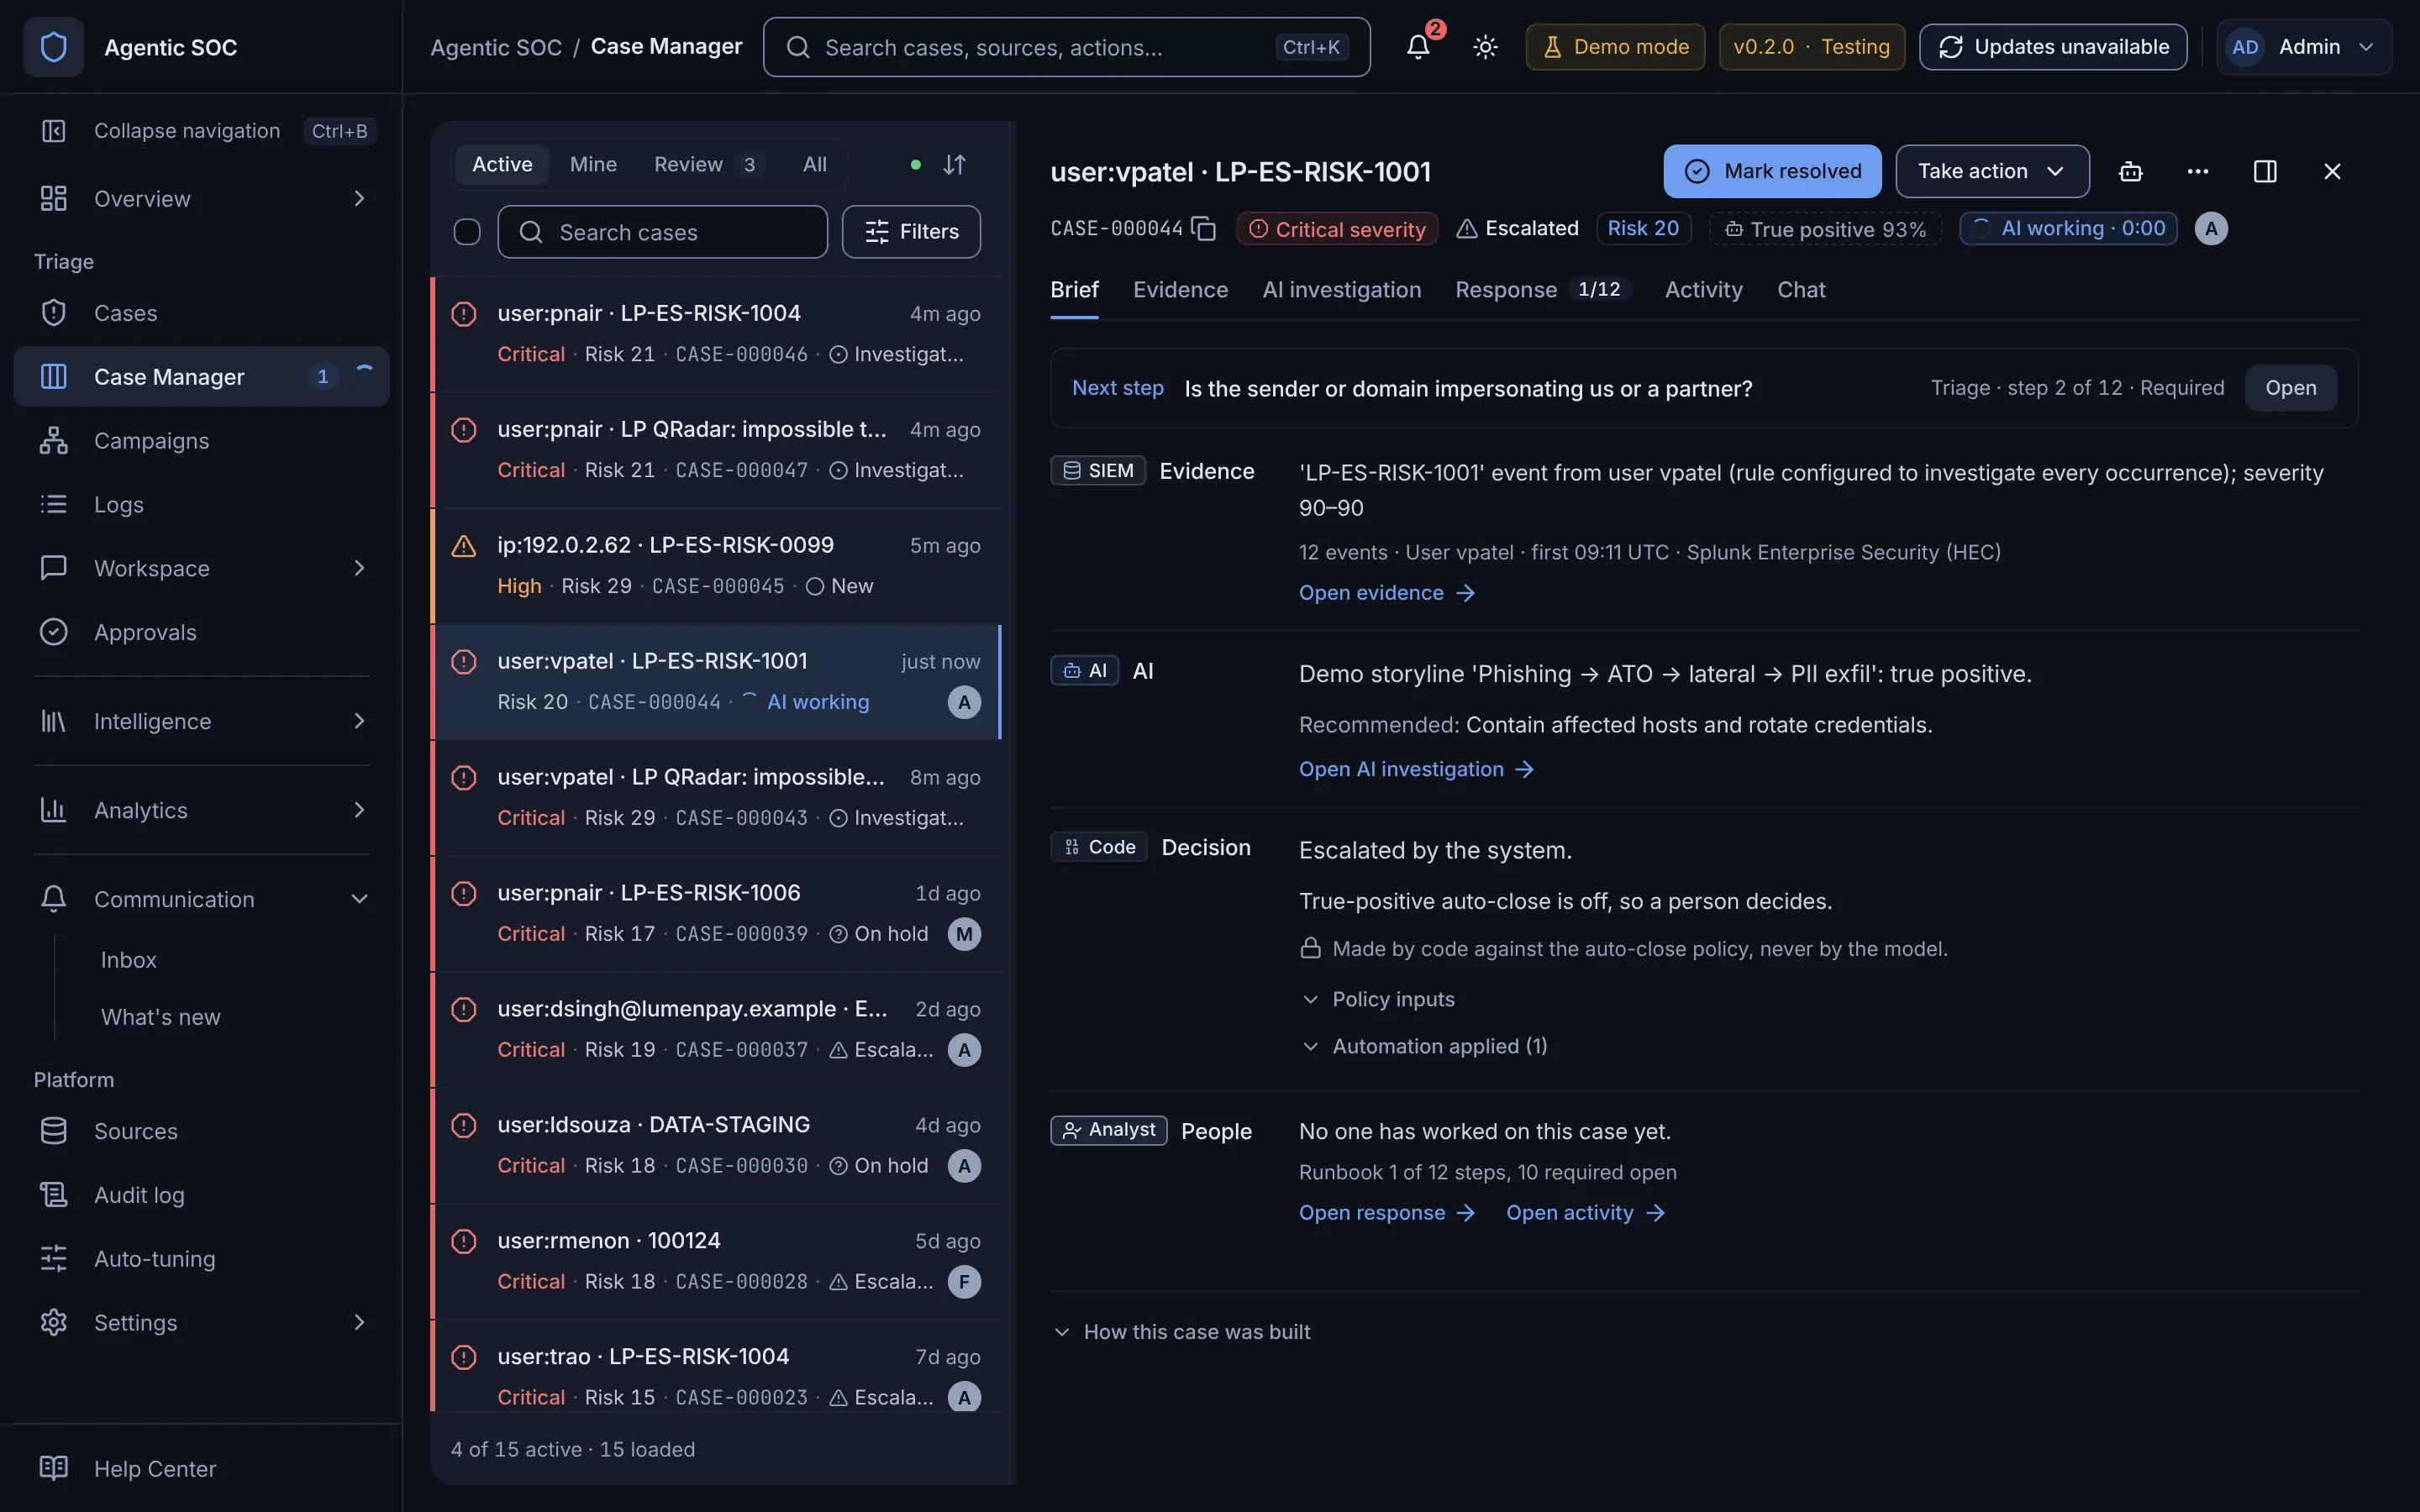 Agentic SOC
Agentic SOC / Case Manager
Search cases, sources, actions... Ctrl+K
2
Demo mode
v0.2.0 · Testing
Updates unavailable
AD Admin
Collapse navigation Ctrl+B
Overview
Triage
Cases
Case Manager 1
Campaigns
Logs
Workspace
Approvals
Intelligence
Analytics
Communication
Inbox
What's new
Platform
Sources
Audit log
Auto-tuning
Settings
Help Center
Active Mine Review 3 All
Search cases Filters
user:pnair · LP-ES-RISK-1004 4m ago
Critical · Risk 21 · CASE-000046 · Investigat...
user:pnair · LP QRadar: impossible t... 4m ago
Critical · Risk 21 · CASE-000047 · Investigat...
ip:192.0.2.62 · LP-ES-RISK-0099 5m ago
High · Risk 29 · CASE-000045 · New
user:vpatel · LP-ES-RISK-1001 just now
Risk 20 · CASE-000044 · AI working A
user:vpatel · LP QRadar: impossible... 8m ago
Critical · Risk 29 · CASE-000043 · Investigat...
user:pnair · LP-ES-RISK-1006 1d ago
Critical · Risk 17 · CASE-000039 · On hold M
user:dsingh@lumenpay.example · E... 2d ago
Critical · Risk 19 · CASE-000037 · Escala... A
user:ldsouza · DATA-STAGING 4d ago
Critical · Risk 18 · CASE-000030 · On hold A
user:rmenon · 100124 5d ago
Critical · Risk 18 · CASE-000028 · Escala... F
user:trao · LP-ES-RISK-1004 7d ago
Critical · Risk 15 · CASE-000023 · Escala... A
4 of 15 active · 15 loaded
user:vpatel · LP-ES-RISK-1001
Mark resolved Take action
CASE-000044 Critical severity Escalated Risk 20 True positive 93% AI working · 0:00 A
Brief Evidence AI investigation Response 1/12 Activity Chat
Next step Is the sender or domain impersonating us or a partner? Triage · step 2 of 12 · Required Open
SIEM Evidence
'LP-ES-RISK-1001' event from user vpatel (rule configured to investigate every occurrence); severity
90–90
12 events · User vpatel · first 09:11 UTC · Splunk Enterprise Security (HEC)
Open evidence →
AI AI
Demo storyline 'Phishing → ATO → lateral → PII exfil': true positive.
Recommended: Contain affected hosts and rotate credentials.
Open AI investigation →
Code Decision
Escalated by the system.
True-positive auto-close is off, so a person decides.
Made by code against the auto-close policy, never by the model.
Policy inputs
Automation applied (1)
Analyst People
No one has worked on this case yet.
Runbook 1 of 12 steps, 10 required open
Open response → Open activity →
How this case was built